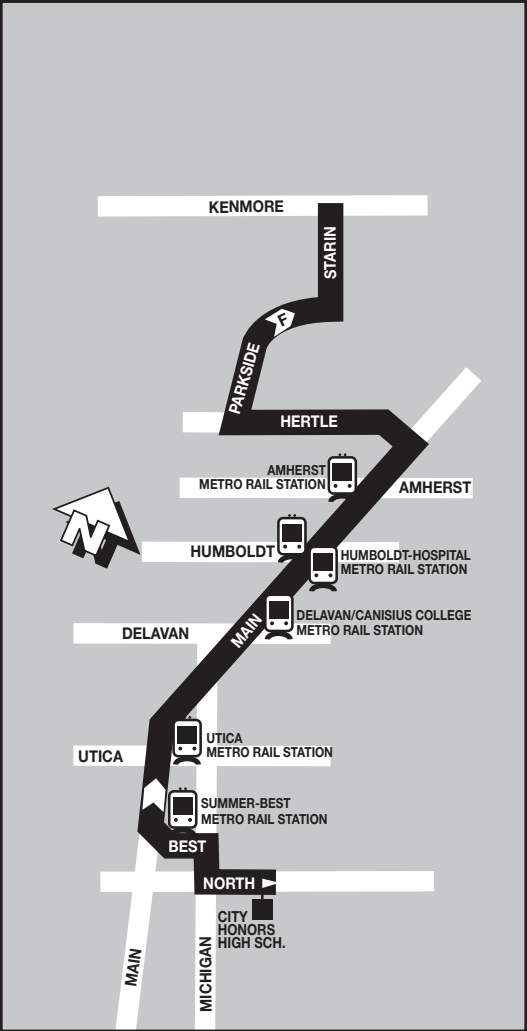 KENMORE
STARIN
F
PARKSIDE
HERTLE
AMHERST
METRO RAIL STATION
AMHERST
N
HUMBOLDT
HUMBOLDT-HOSPITAL
METRO RAIL STATION
DELAVAN/CANISIUS COLLEGE
METRO RAIL STATION
DELAVAN
MAIN
UTICA
METRO RAIL STATION
UTICA
SUMMER-BEST
METRO RAIL STATION
BEST
NORTH
CITY
HONORS
HIGH SCH.
MAIN
MICHIGAN